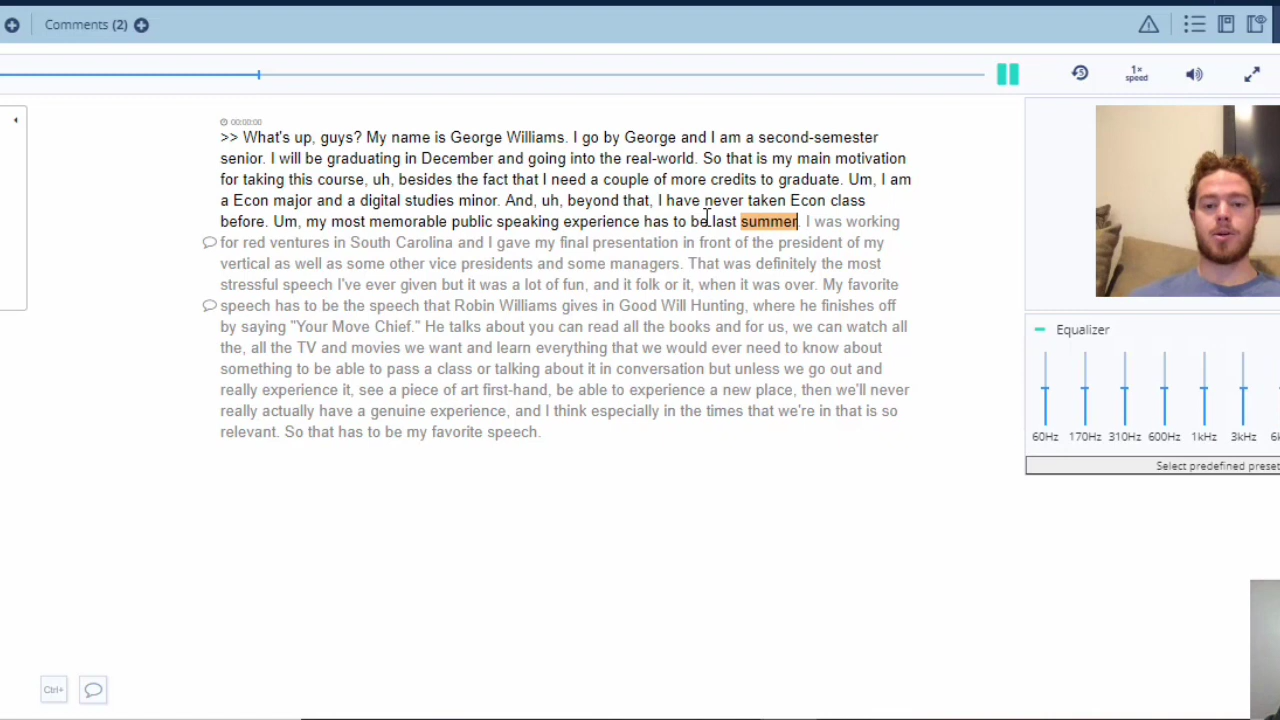 Comments (2)
5
1x
speed
00:00:00
>> What's up, guys? My name is George Williams. I go by George and I am a second-semester
senior. I will be graduating in December and going into the real-world. So that is my main motivation
for taking this course, uh, besides the fact that I need a couple of more credits to graduate. Um, I am
a Econ major and a digital studies minor. And, uh, beyond that, I have never taken Econ class
before. Um, my most memorable public speaking experience has to be last summer. I was working
for red ventures in South Carolina and I gave my final presentation in front of the president of my
vertical as well as some other vice presidents and some managers. That was definitely the most
stressful speech I've ever given but it was a lot of fun, and it folk or it, when it was over. My favorite
speech has to be the speech that Robin Williams gives in Good Will Hunting, where he finishes off
by saying "Your Move Chief." He talks about you can read all the books and for us, we can watch all
the, all the TV and movies we want and learn everything that we would ever need to know about
something to be able to pass a class or talking about it in conversation but unless we go out and
really experience it, see a piece of art first-hand, be able to experience a new place, then we'll never
really actually have a genuine experience, and I think especially in the times that we're in that is so
relevant. So that has to be my favorite speech.
Equalizer
60Hz 170Hz 310Hz 600Hz 1kHz 3kHz 6k
Select predefined preset
Ctrl+